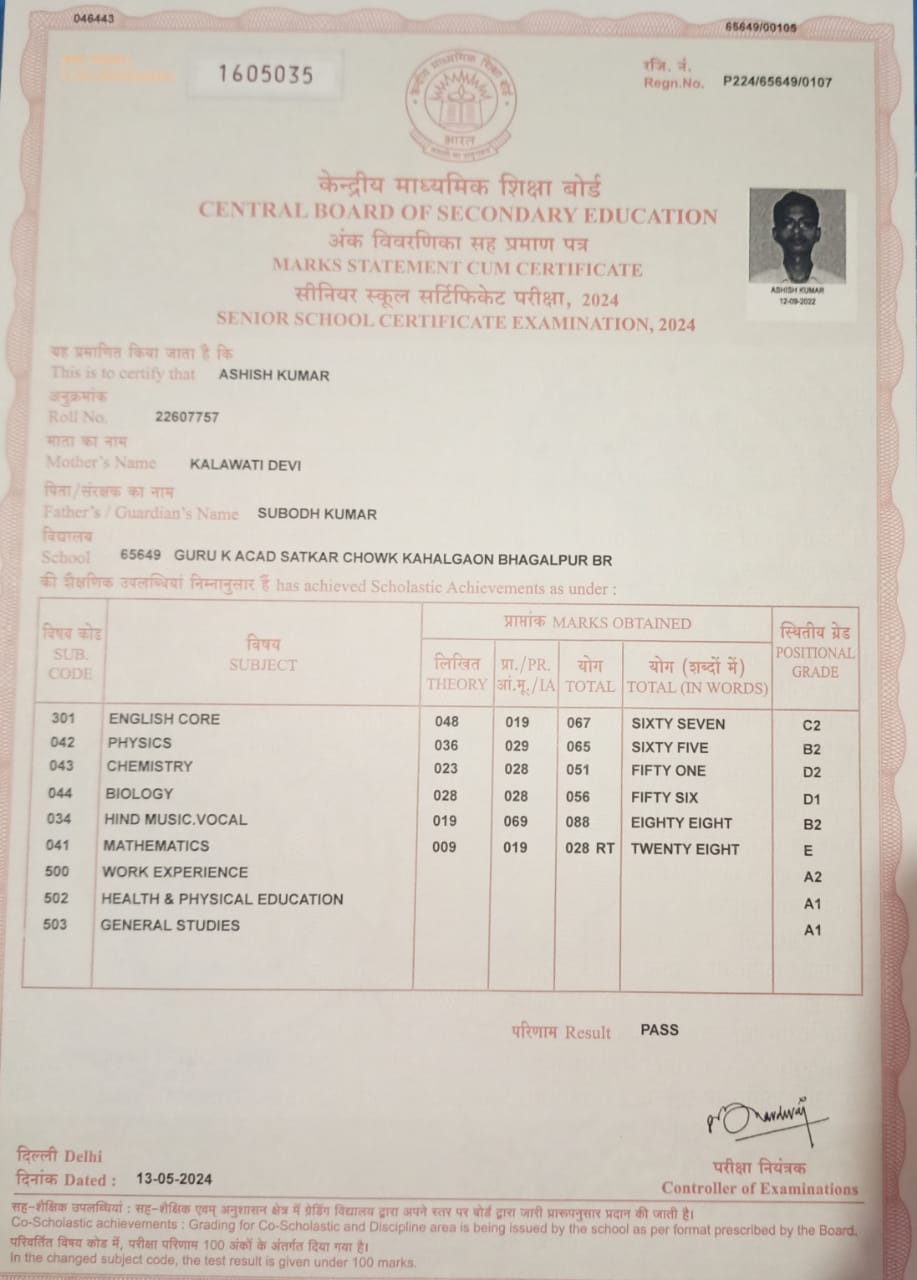 046443
65649/00105
1605035
रजि. नं.
Regn.No. P224/65649/0107
भारत
केन्द्रीय माध्यमिक शिक्षा बोर्ड
CENTRAL BOARD OF SECONDARY EDUCATION
अंक विवरणिका सह प्रमाण पत्र
MARKS STATEMENT CUM CERTIFICATE
सीनियर स्कूल सर्टिफिकेट परीक्षा, 2024
SENIOR SCHOOL CERTIFICATE EXAMINATION, 2024
ASHISH KUMAR
12-09-2022
यह प्रमाणित किया जाता है कि
This is to certify that ASHISH KUMAR
अनुक्रमांक
Roll No. 22607757
माता का नाम
Mother's Name KALAWATI DEVI
पिता/संरक्षक का नाम
Father's / Guardian's Name SUBODH KUMAR
विद्यालय
School 65649 GURU K ACAD SATKAR CHOWK KAHALGAON BHAGALPUR BR
की शैक्षणिक उपलब्धियां निम्नानुसार हैं has achieved Scholastic Achievements as under :
विषय कोड
SUB.
CODE
विषय
SUBJECT
प्राप्तांक MARKS OBTAINED
लिखित
THEORY
प्रा./PR.
आं.मू./IA
योग
TOTAL
योग (शब्दों में)
TOTAL (IN WORDS)
स्थितीय ग्रेड
POSITIONAL
GRADE
301 ENGLISH CORE 048 019 067 SIXTY SEVEN C2
042 PHYSICS 036 029 065 SIXTY FIVE B2
043 CHEMISTRY 023 028 051 FIFTY ONE D2
044 BIOLOGY 028 028 056 FIFTY SIX D1
034 HIND MUSIC.VOCAL 019 069 088 EIGHTY EIGHT B2
041 MATHEMATICS 009 019 028 RT TWENTY EIGHT E
500 WORK EXPERIENCE A2
502 HEALTH & PHYSICAL EDUCATION A1
503 GENERAL STUDIES A1
परिणाम Result PASS
दिल्ली Delhi
दिनांक Dated : 13-05-2024
परीक्षा नियंत्रक
Controller of Examinations
सह-शैक्षिक उपलब्धियां : सह-शैक्षिक एवम् अनुशासन क्षेत्र में ग्रेडिंग विद्यालय द्वारा अपने स्तर पर बोर्ड द्वारा जारी प्रारूपनुसार प्रदान की जाती है।
Co-Scholastic achievements : Grading for Co-Scholastic and Discipline area is being issued by the school as per format prescribed by the Board.
परिवर्तित विषय कोड में, परीक्षा परिणाम 100 अंकों के अंतर्गत दिया गया है।
In the changed subject code, the test result is given under 100 marks.